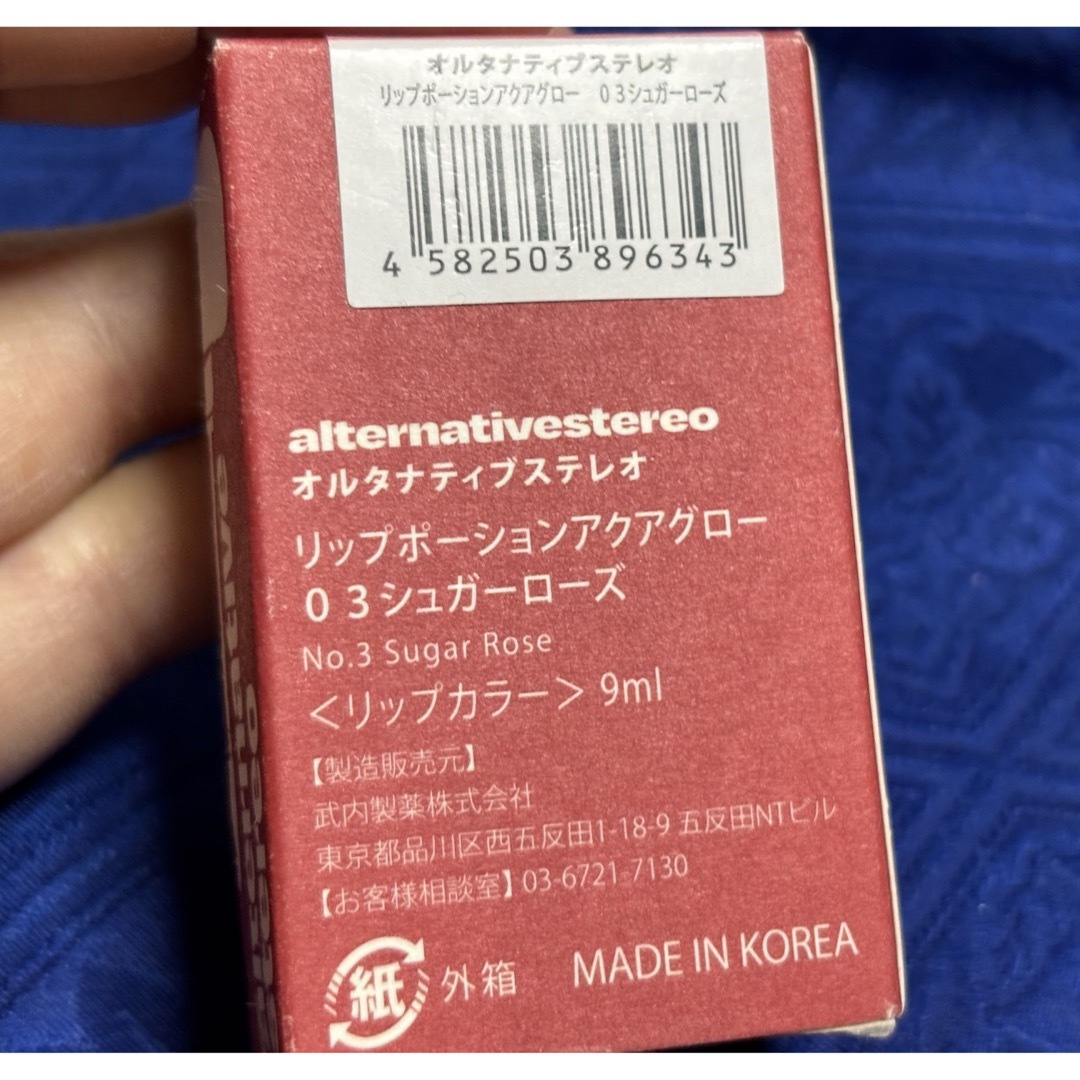 オルタナティブステレオ
リップポーションアクアグロー　０３シュガーローズ
4 582503 896343
alternativestereo
オルタナティブステレオ
リップポーションアクアグロー
０３シュガーローズ
No.3 Sugar Rose
＜リップカラー＞ 9ml
【製造販売元】
武内製薬株式会社
東京都品川区西五反田1-18-9 五反田NTビル
【お客様相談室】03-6721-7130
紙 外箱
MADE IN KOREA